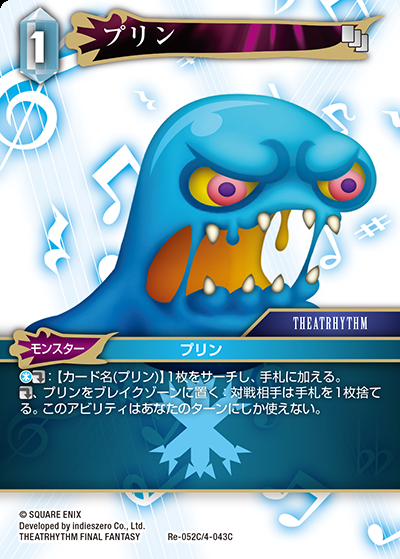 1
プリン
THEATRHYTHM
モンスター
プリン
氷：【カード名(プリン)】1枚をサーチし、手札に加える。
、プリンをブレイクゾーンに置く：対戦相手は手札を1枚捨て
る。このアビリティはあなたのターンにしか使えない。
© SQUARE ENIX
Developed by indieszero Co., Ltd.
THEATRHYTHM FINAL FANTASY
Re-052C/4-043C